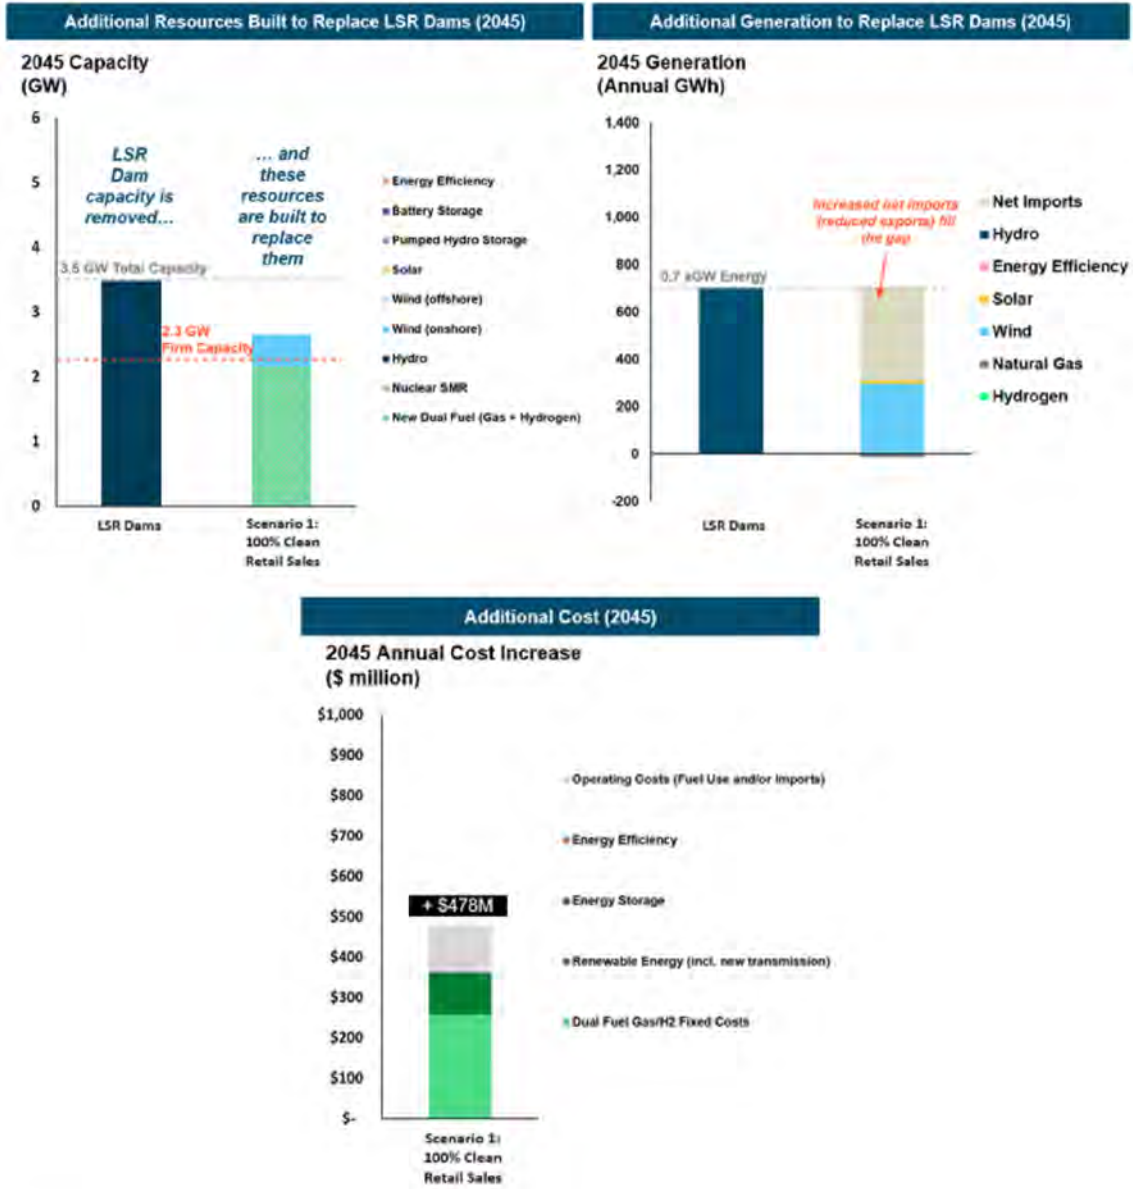 Additional Resources Built to Replace LSR Dams (2045)
2045 Capacity
(GW)
6
5
4
3
2
1
0
LSR
Dam
capacity is
removed...
... and
these
resources
are built to
replace
them
3.5 GW Total Capacity
2.3 GW
Firm Capacity
LSR Dams
Scenario 1:
100% Clean
Retail Sales
Energy Efficiency
Battery Storage
Pumped Hydro Storage
Solar
Wind (offshore)
Wind (onshore)
Hydro
Nuclear SMR
New Dual Fuel (Gas + Hydrogen)
Additional Generation to Replace LSR Dams (2045)
2045 Generation
(Annual GWh)
1,400
1,200
1,000
800
600
400
200
0
-200
Increased net imports
(reduced exports) fill
the gap
0.7 aGW Energy
LSR Dams
Scenario 1:
100% Clean
Retail Sales
Net Imports
Hydro
Energy Efficiency
Solar
Wind
Natural Gas
Hydrogen
Additional Cost (2045)
2045 Annual Cost Increase
($ million)
$1,000
$900
$800
$700
$600
$500
$400
$300
$200
$100
$-
+ $478M
Scenario 1:
100% Clean
Retail Sales
Operating Costs (Fuel Use and/or Imports)
Energy Efficiency
Energy Storage
Renewable Energy (incl. new transmission)
Dual Fuel Gas/H2 Fixed Costs